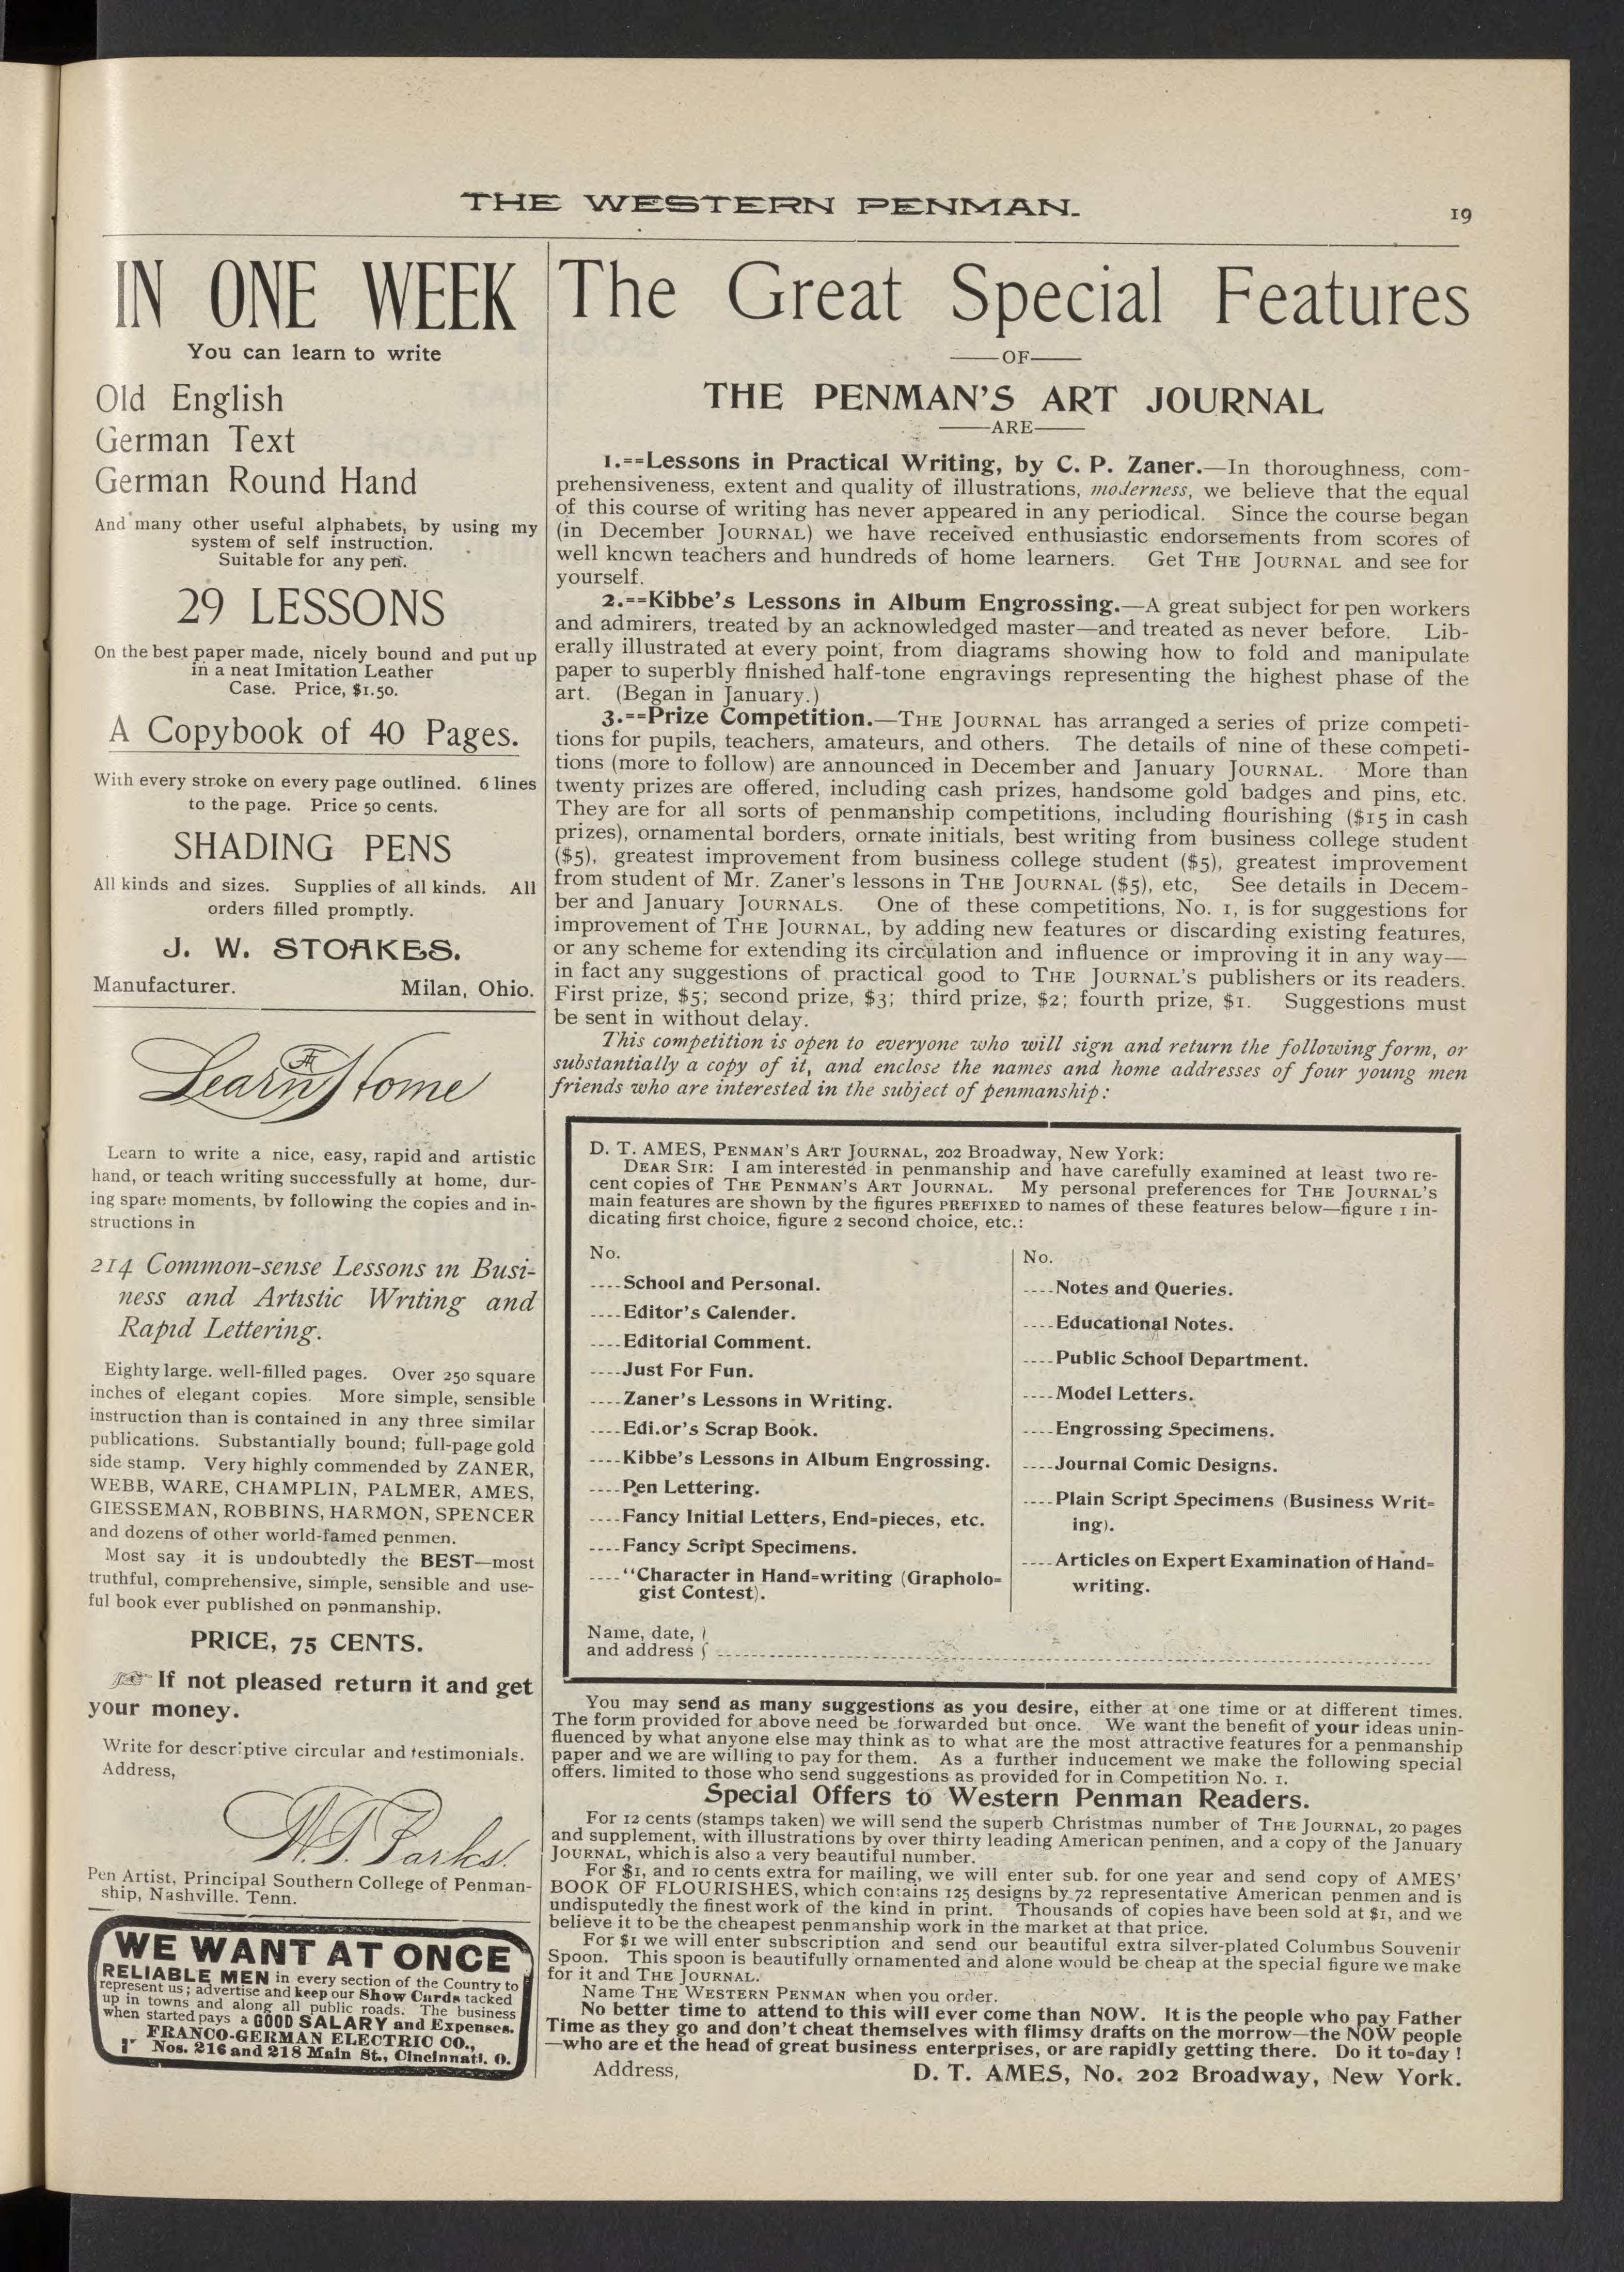 THE WESTERN PENMAN.
19
IN ONE WEEK
You can learn to write
Old English
German Text
German Round Hand
And many other useful alphabets, by using my
system of self instruction.
Suitable for any pen.
29 LESSONS
On the best paper made, nicely bound and put up
in a neat Imitation Leather
Case. Price, $1.50.
A Copybook of 40 Pages.
With every stroke on every page outlined. 6 lines
to the page. Price 50 cents.
SHADING PENS
All kinds and sizes. Supplies of all kinds. All
orders filled promptly.
J. W. STOAKES.
Manufacturer. Milan, Ohio.
Learn At Home
Learn to write a nice, easy, rapid and artistic
hand, or teach writing successfully at home, dur-
ing spare moments, by following the copies and in-
structions in
214 Common-sense Lessons in Busi-
ness and Artistic Writing and
Rapid Lettering.
Eighty large. well-filled pages. Over 250 square
inches of elegant copies. More simple, sensible
instruction than is contained in any three similar
publications. Substantially bound; full-page gold
side stamp. Very highly commended by ZANER,
WEBB, WARE, CHAMPLIN, PALMER, AMES,
GIESSEMAN, ROBBINS, HARMON, SPENCER
and dozens of other world-famed penmen.
Most say it is undoubtedly the BEST—most
truthful, comprehensive, simple, sensible and use-
ful book ever published on penmanship.
PRICE, 75 CENTS.
☞ If not pleased return it and get
your money.
Write for descriptive circular and testimonials.
Address,
W. T. Parks.
Pen Artist, Principal Southern College of Penman-
ship, Nashville. Tenn.
WE WANT AT ONCE
RELIABLE MEN in every section of the Country to
represent us; advertise and keep our Show Cards tacked
up in towns and along all public roads. The business
when started pays a GOOD SALARY and Expenses.
FRANCO-GERMAN ELECTRIC CO.,
Nos. 216 and 218 Main St., Cincinnati. O.
The Great Special Features
—OF—
THE PENMAN'S ART JOURNAL
—ARE—
1.==Lessons in Practical Writing, by C. P. Zaner.—In thoroughness, com-
prehensiveness, extent and quality of illustrations, moderness, we believe that the equal
of this course of writing has never appeared in any periodical. Since the course began
(in December JOURNAL) we have received enthusiastic endorsements from scores of
well kncwn teachers and hundreds of home learners. Get THE JOURNAL and see for
yourself.
2.==Kibbe's Lessons in Album Engrossing.—A great subject for pen workers
and admirers, treated by an acknowledged master—and treated as never before. Lib-
erally illustrated at every point, from diagrams showing how to fold and manipulate
paper to superbly finished half-tone engravings representing the highest phase of the
art. (Began in January.)
3.==Prize Competition.—THE JOURNAL has arranged a series of prize competi-
tions for pupils, teachers, amateurs, and others. The details of nine of these competi-
tions (more to follow) are announced in December and January JOURNAL. More than
twenty prizes are offered, including cash prizes, handsome gold badges and pins, etc.
They are for all sorts of penmanship competitions, including flourishing ($15 in cash
prizes), ornamental borders, ornate initials, best writing from business college student
($5), greatest improvement from business college student ($5), greatest improvement
from student of Mr. Zaner's lessons in THE JOURNAL ($5), etc, See details in Decem-
ber and January JOURNALS. One of these competitions, No. 1, is for suggestions for
improvement of THE JOURNAL, by adding new features or discarding existing features,
or any scheme for extending its circulation and influence or improving it in any way—
in fact any suggestions of practical good to THE JOURNAL'S publishers or its readers.
First prize, $5; second prize, $3; third prize, $2; fourth prize, $1. Suggestions must
be sent in without delay.
This competition is open to everyone who will sign and return the following form, or
substantially a copy of it, and enclose the names and home addresses of four young men
friends who are interested in the subject of penmanship:
D. T. AMES, PENMAN'S ART JOURNAL, 202 Broadway, New York:
DEAR SIR: I am interested in penmanship and have carefully examined at least two re-
cent copies of THE PENMAN'S ART JOURNAL. My personal preferences for THE JOURNAL'S
main features are shown by the figures PREFIXED to names of these features below—figure 1 in-
dicating first choice, figure 2 second choice, etc.:
No.
----School and Personal.
----Editor's Calender.
----Editorial Comment.
----Just For Fun.
----Zaner's Lessons in Writing.
----Edi.or's Scrap Book.
----Kibbe's Lessons in Album Engrossing.
----Pen Lettering.
----Fancy Initial Letters, End=pieces, etc.
----Fancy Script Specimens.
----"Character in Hand=writing (Grapholo=
gist Contest).
No.
----Notes and Queries.
----Educational Notes.
----Public School Department.
----Model Letters.
----Engrossing Specimens.
----Journal Comic Designs.
----Plain Script Specimens (Business Writ=
ing).
----Articles on Expert Examination of Hand=
writing.
Name, date,
and address
You may send as many suggestions as you desire, either at one time or at different times.
The form provided for above need be forwarded but once. We want the benefit of your ideas unin-
fluenced by what anyone else may think as to what are the most attractive features for a penmanship
paper and we are willing to pay for them. As a further inducement we make the following special
offers. limited to those who send suggestions as provided for in Competition No. 1.
Special Offers to Western Penman Readers.
For 12 cents (stamps taken) we will send the superb Christmas number of THE JOURNAL, 20 pages
and supplement, with illustrations by over thirty leading American penmen, and a copy of the January
JOURNAL, which is also a very beautiful number.
For $1, and 10 cents extra for mailing, we will enter sub. for one year and send copy of AMES'
BOOK OF FLOURISHES, which contains 125 designs by 72 representative American penmen and is
undisputedly the finest work of the kind in print. Thousands of copies have been sold at $1, and we
believe it to be the cheapest penmanship work in the market at that price.
For $1 we will enter subscription and send our beautiful extra silver-plated Columbus Souvenir
Spoon. This spoon is beautifully ornamented and alone would be cheap at the special figure we make
for it and THE JOURNAL.
Name THE WESTERN PENMAN when you order.
No better time to attend to this will ever come than NOW. It is the people who pay Father
Time as they go and don't cheat themselves with flimsy drafts on the morrow—the NOW people
—who are et the head of great business enterprises, or are rapidly getting there. Do it to=day!
Address, D. T. AMES, No. 202 Broadway, New York.